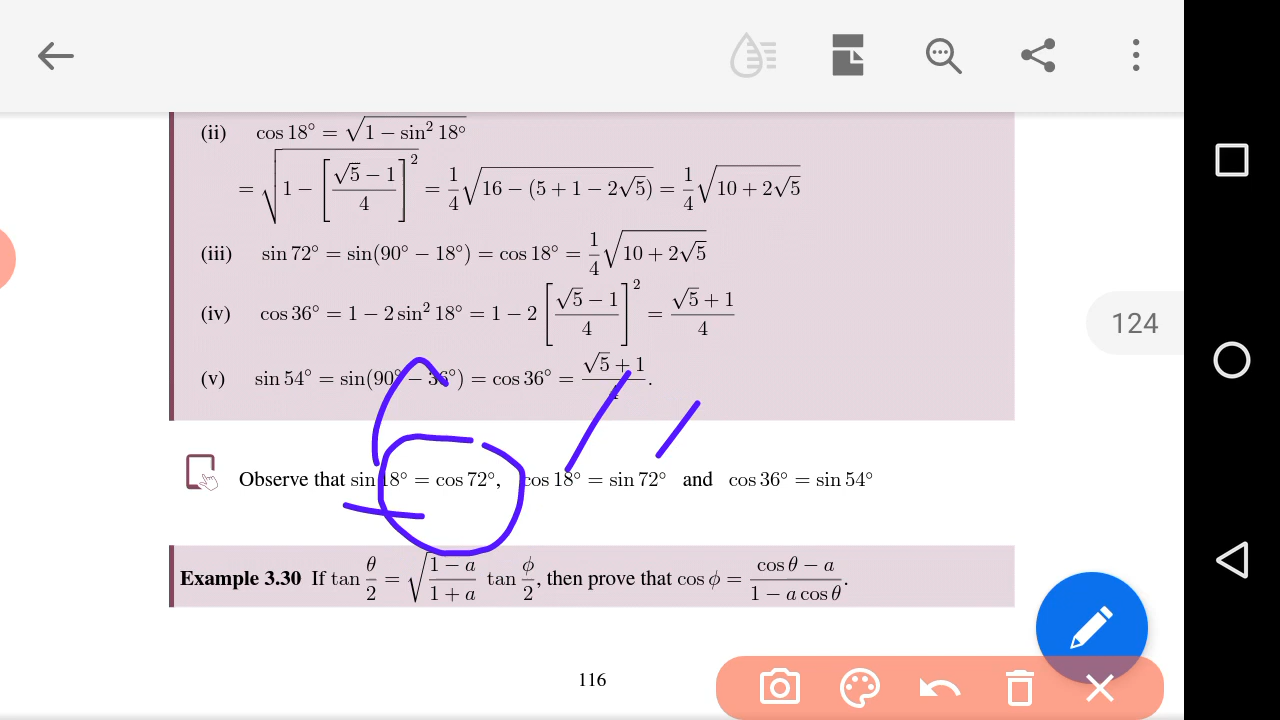 (ii) cos 18° = √(1 − sin² 18°)
= √(1 − [(√5 − 1)/4]²) = 1/4 √(16 − (5 + 1 − 2√5)) = 1/4 √(10 + 2√5)
(iii) sin 72° = sin(90° − 18°) = cos 18° = 1/4 √(10 + 2√5)
(iv) cos 36° = 1 − 2 sin² 18° = 1 − 2 [(√5 − 1)/4]² = (√5 + 1)/4
(v) sin 54° = sin(90° − 36°) = cos 36° = (√5 + 1)/4.
124
Observe that sin 18° = cos 72°, cos 18° = sin 72° and cos 36° = sin 54°
Example 3.30 If tan θ/2 = √((1 − a)/(1 + a)) tan ϕ/2, then prove that cos ϕ = (cos θ − a)/(1 − a cos θ).
116